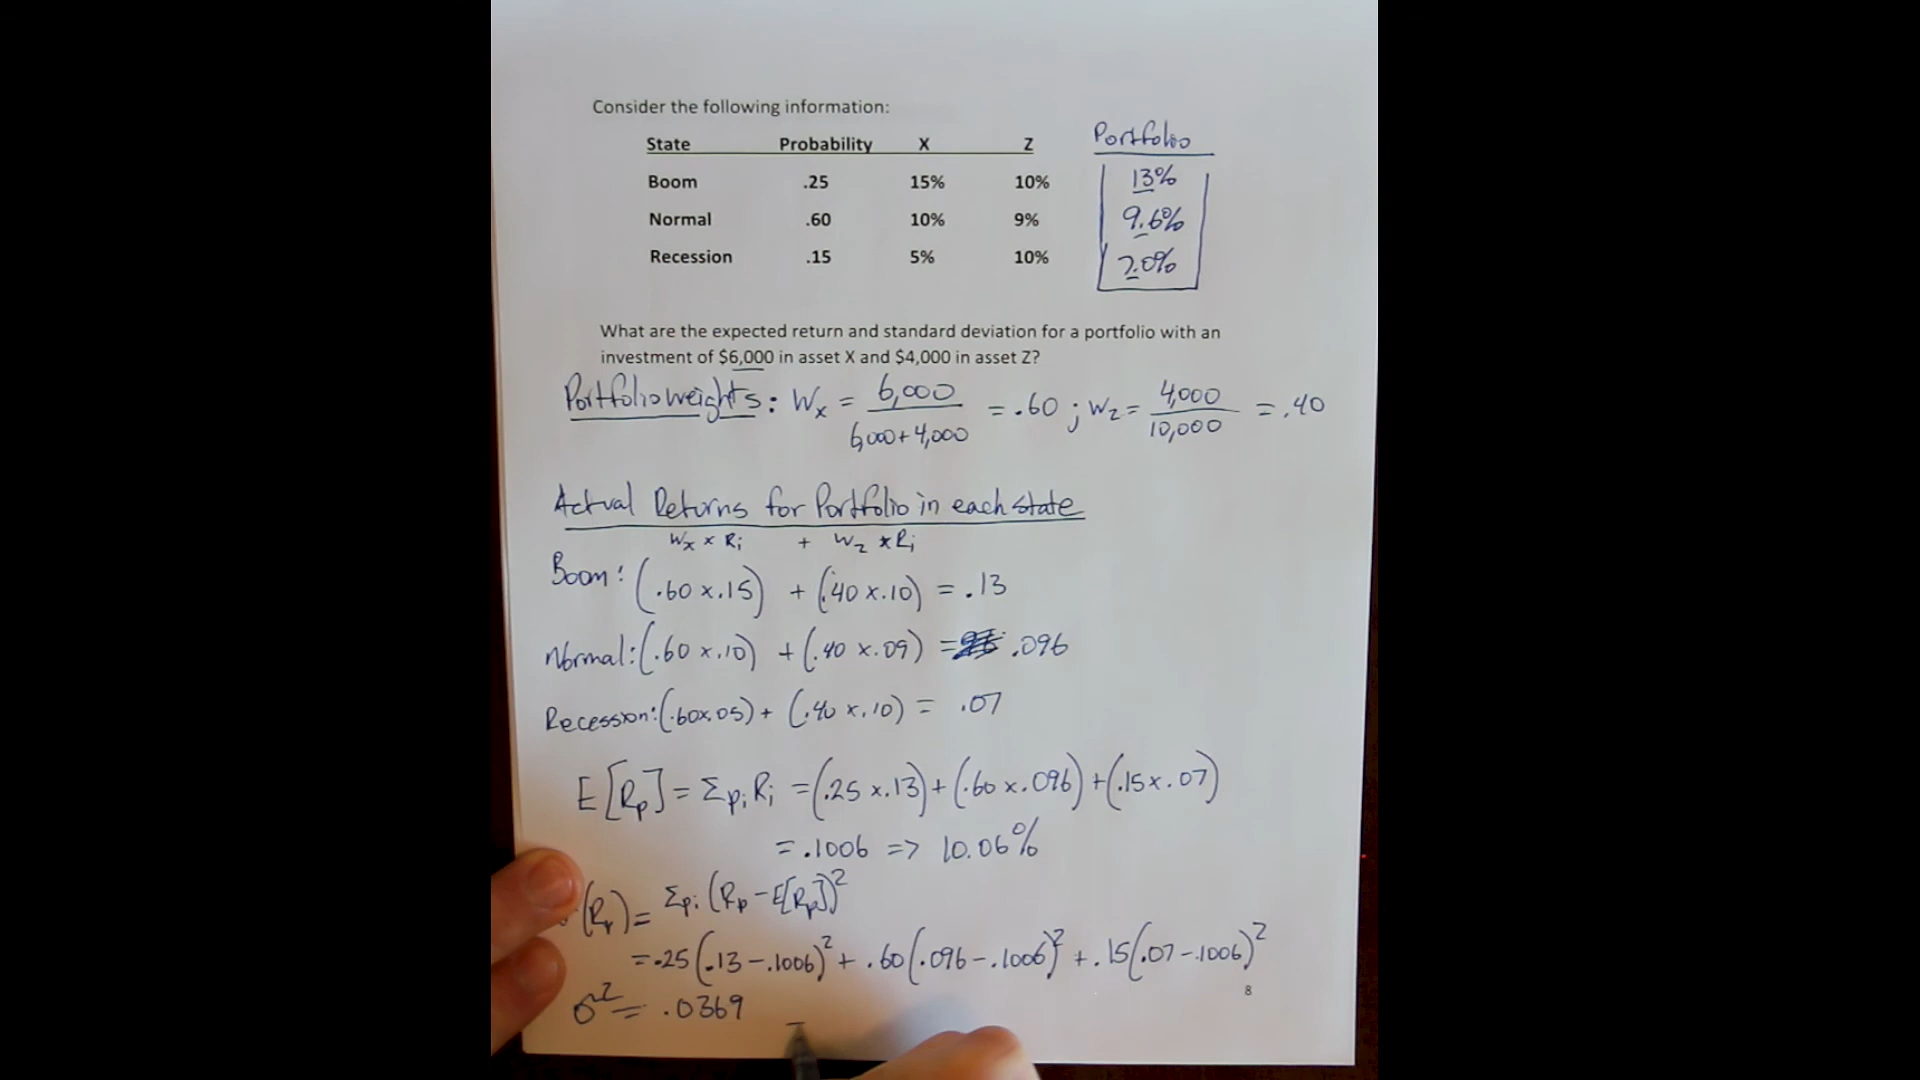 Consider the following information:
State Probability X Z Portfolio
Boom .25 15% 10% 13%
Normal .60 10% 9% 9.6%
Recession .15 5% 10% 7.0%
What are the expected return and standard deviation for a portfolio with an
investment of $6,000 in asset X and $4,000 in asset Z?
Portfolio weights: Wx = 6,000 / 6,000+4,000 = .60 ; Wz = 4,000 / 10,000 = .40
Actual Returns for Portfolio in each state
Wx × Ri + Wz × Ri
Boom: (.60 x .15) + (.40 x .10) = .13
Normal: (.60 x .10) + (.40 x .09) = .096
Recession: (.60x.05) + (.40 x .10) = .07
E[Rp] = Σpi Ri = (.25 x .13) + (.60 x .096) + (.15 x .07)
= .1006 => 10.06%
(Rp) = Σpi (Rp - E[Rp])²
= .25(.13 - .1006)² + .60(.096 - .1006)² + .15(.07 - .1006)²
σ² = .0369
8